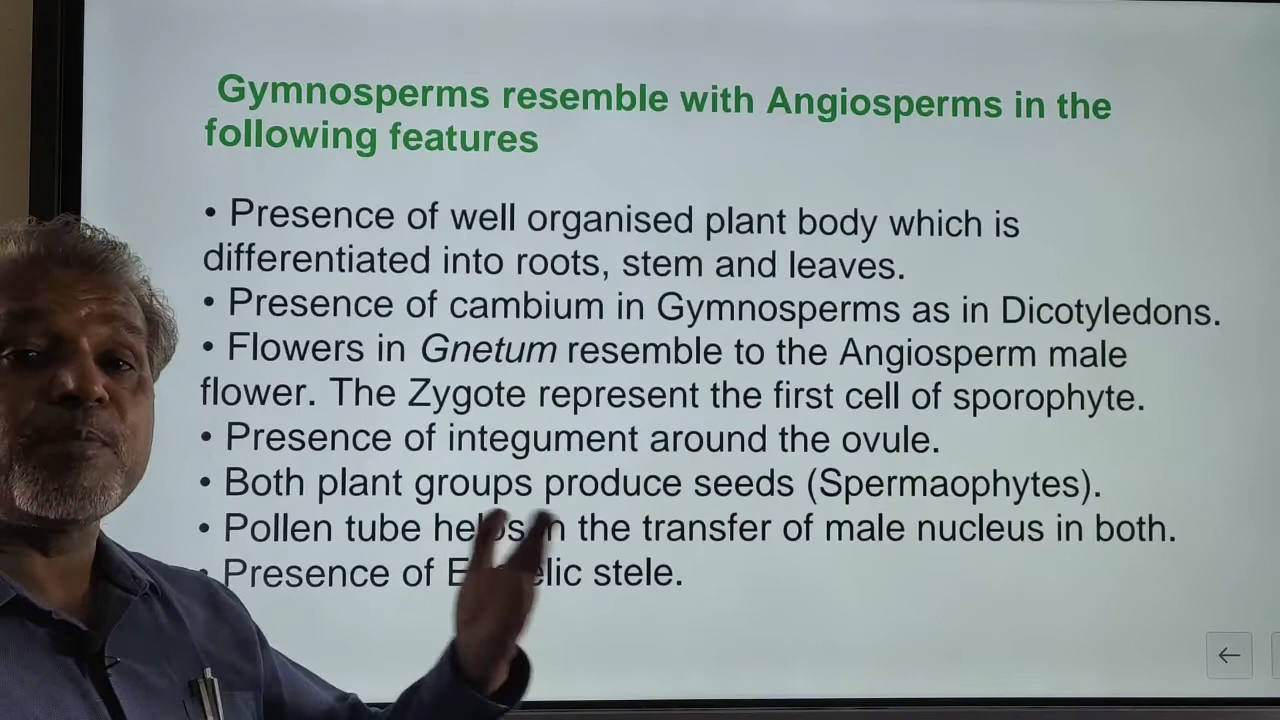 Gymnosperms resemble with Angiosperms in the
following features
• Presence of well organised plant body which is
differentiated into roots, stem and leaves.
• Presence of cambium in Gymnosperms as in Dicotyledons.
• Flowers in Gnetum resemble to the Angiosperm male
flower. The Zygote represent the first cell of sporophyte.
• Presence of integument around the ovule.
• Both plant groups produce seeds (Spermaophytes).
• Pollen tube helps in the transfer of male nucleus in both.
• Presence of stele.